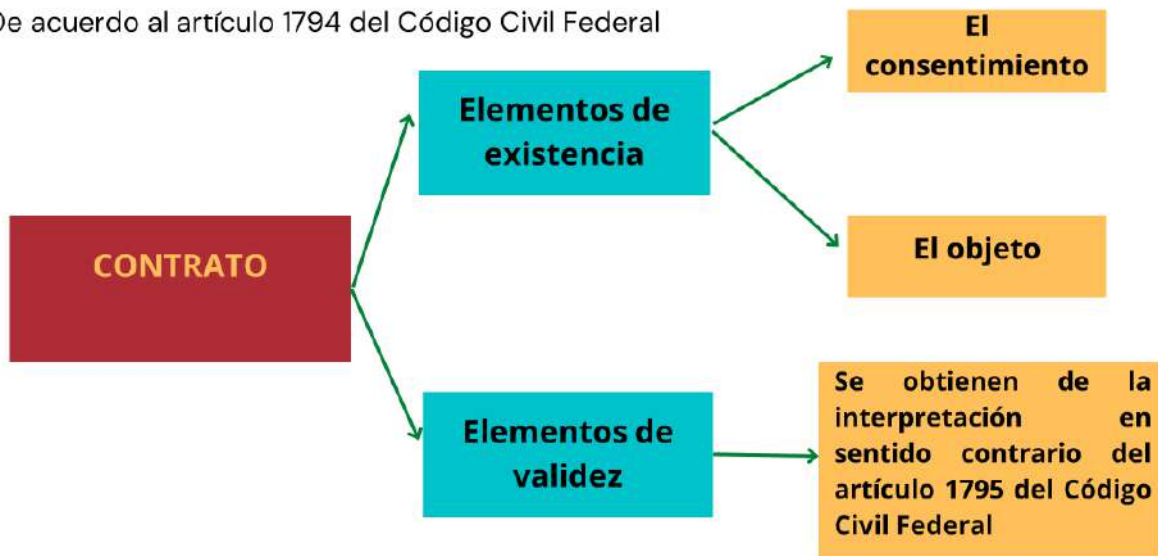 De acuerdo al artículo 1794 del Código Civil Federal
El
consentimiento
Elementos de
existencia
El objeto
CONTRATO
Elementos de
validez
Se obtienen de la
interpretación en
sentido contrario del
artículo 1795 del Código
Civil Federal